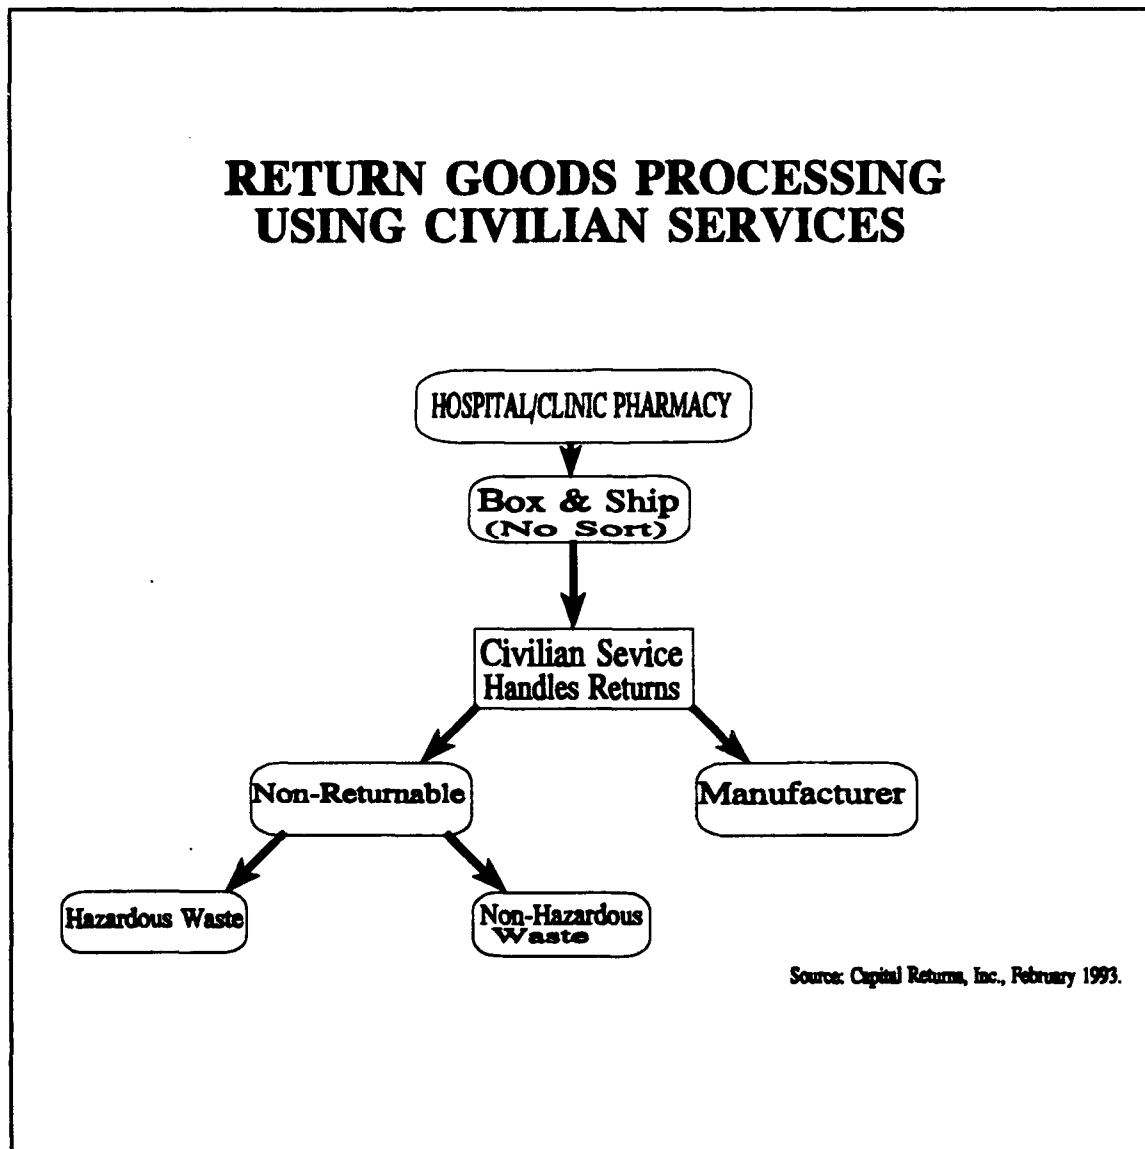 RETURN GOODS PROCESSING
USING CIVILIAN SERVICES
HOSPITAL/CLINIC PHARMACY
Box & Ship
(No Sort)
Civilian Sevice
Handles Returns
Non-Returnable
Manufacturer
Hazardous Waste
Non-Hazardous
Waste
Source: Capital Returns, Inc., February 1993.